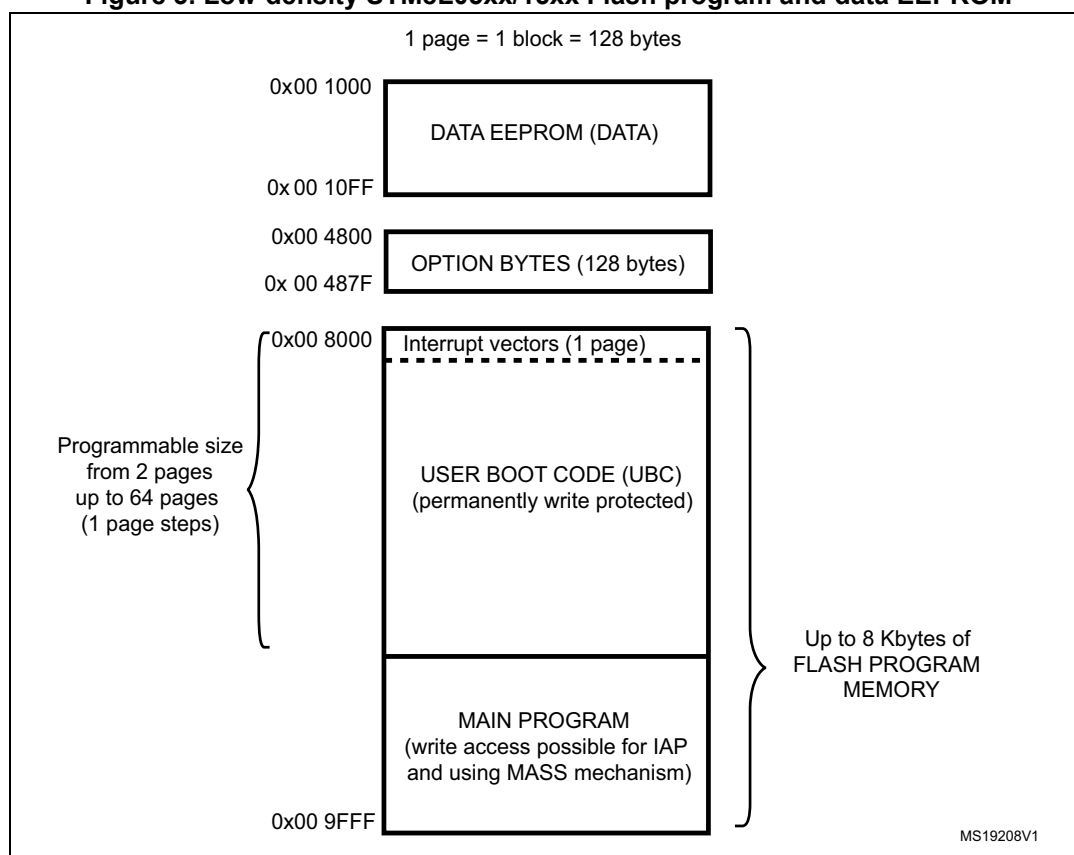 1 page = 1 block = 128 bytes
0x00 1000
DATA EEPROM (DATA)
0x 00 10FF
0x00 4800
OPTION BYTES (128 bytes)
0x 00 487F
0x00 8000
Interrupt vectors (1 page)
Programmable size
from 2 pages
up to 64 pages
(1 page steps)
USER BOOT CODE (UBC)
(permanently write protected)
Up to 8 Kbytes of
FLASH PROGRAM
MEMORY
MAIN PROGRAM
(write access possible for IAP
and using MASS mechanism)
0x00 9FFF
MS19208V1